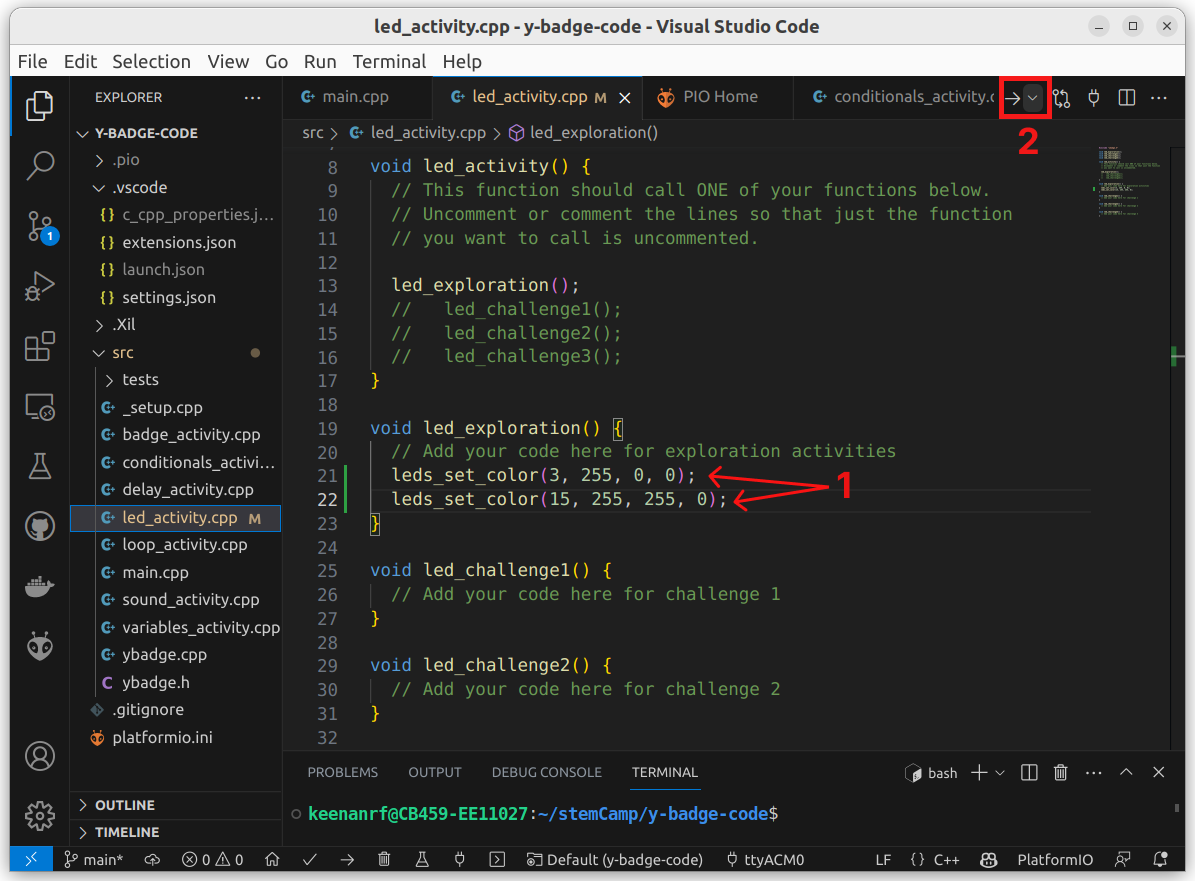 led_activity.cpp - y-badge-code - Visual Studio Code
File Edit Selection View Go Run Terminal Help
EXPLORER
main.cpp
led_activity.cpp M
PIO Home
conditionals_activity.c
2
Y-BADGE-CODE
.pio
.vscode
{} c_cpp_properties.j...
{} extensions.json
{} launch.json
{} settings.json
.Xil
src
tests
_setup.cpp
badge_activity.cpp
conditionals_activi...
delay_activity.cpp
led_activity.cpp M
loop_activity.cpp
main.cpp
sound_activity.cpp
variables_activity.cpp
ybadge.cpp
C ybadge.h
.gitignore
platformio.ini
OUTLINE
TIMELINE
1
src > led_activity.cpp > led_exploration()
8 void led_activity() {
9 // This function should call ONE of your functions below.
10 // Uncomment or comment the lines so that just the function
11 // you want to call is uncommented.
12
13 led_exploration();
14 // led_challenge1();
15 // led_challenge2();
16 // led_challenge3();
17 }
18
19 void led_exploration() {
20 // Add your code here for exploration activities
21 leds_set_color(3, 255, 0, 0);
22 leds_set_color(15, 255, 255, 0);
1
23 }
24
25 void led_challenge1() {
26 // Add your code here for challenge 1
27 }
28
29 void led_challenge2() {
30 // Add your code here for challenge 2
31 }
32
PROBLEMS OUTPUT DEBUG CONSOLE TERMINAL
bash
keenanrf@CB459-EE11027:~/stemCamp/y-badge-code$
main* 0 0 Default (y-badge-code) ttyACM0 LF {} C++ PlatformIO